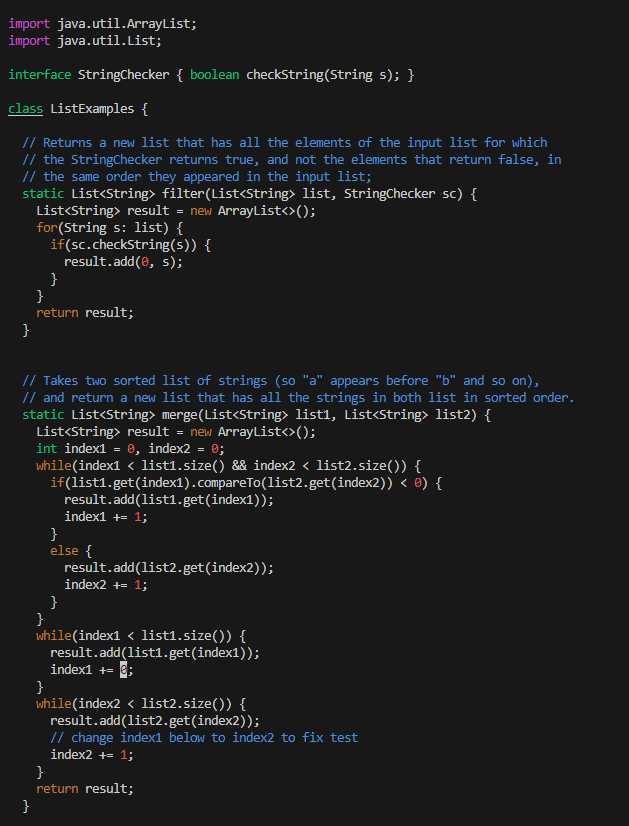 import java.util.ArrayList;
import java.util.List;

interface StringChecker { boolean checkString(String s); }

class ListExamples {

  // Returns a new list that has all the elements of the input list for which
  // the StringChecker returns true, and not the elements that return false, in
  // the same order they appeared in the input list;
  static List<String> filter(List<String> list, StringChecker sc) {
    List<String> result = new ArrayList<>();
    for(String s: list) {
      if(sc.checkString(s)) {
        result.add(0, s);
      }
    }
    return result;
  }


  // Takes two sorted list of strings (so "a" appears before "b" and so on),
  // and return a new list that has all the strings in both list in sorted order.
  static List<String> merge(List<String> list1, List<String> list2) {
    List<String> result = new ArrayList<>();
    int index1 = 0, index2 = 0;
    while(index1 < list1.size() && index2 < list2.size()) {
      if(list1.get(index1).compareTo(list2.get(index2)) < 0) {
        result.add(list1.get(index1));
        index1 += 1;
      }
      else {
        result.add(list2.get(index2));
        index2 += 1;
      }
    }
    while(index1 < list1.size()) {
      result.add(list1.get(index1));
      index1 += 0;
    }
    while(index2 < list2.size()) {
      result.add(list2.get(index2));
      // change index1 below to index2 to fix test
      index2 += 1;
    }
    return result;
  }